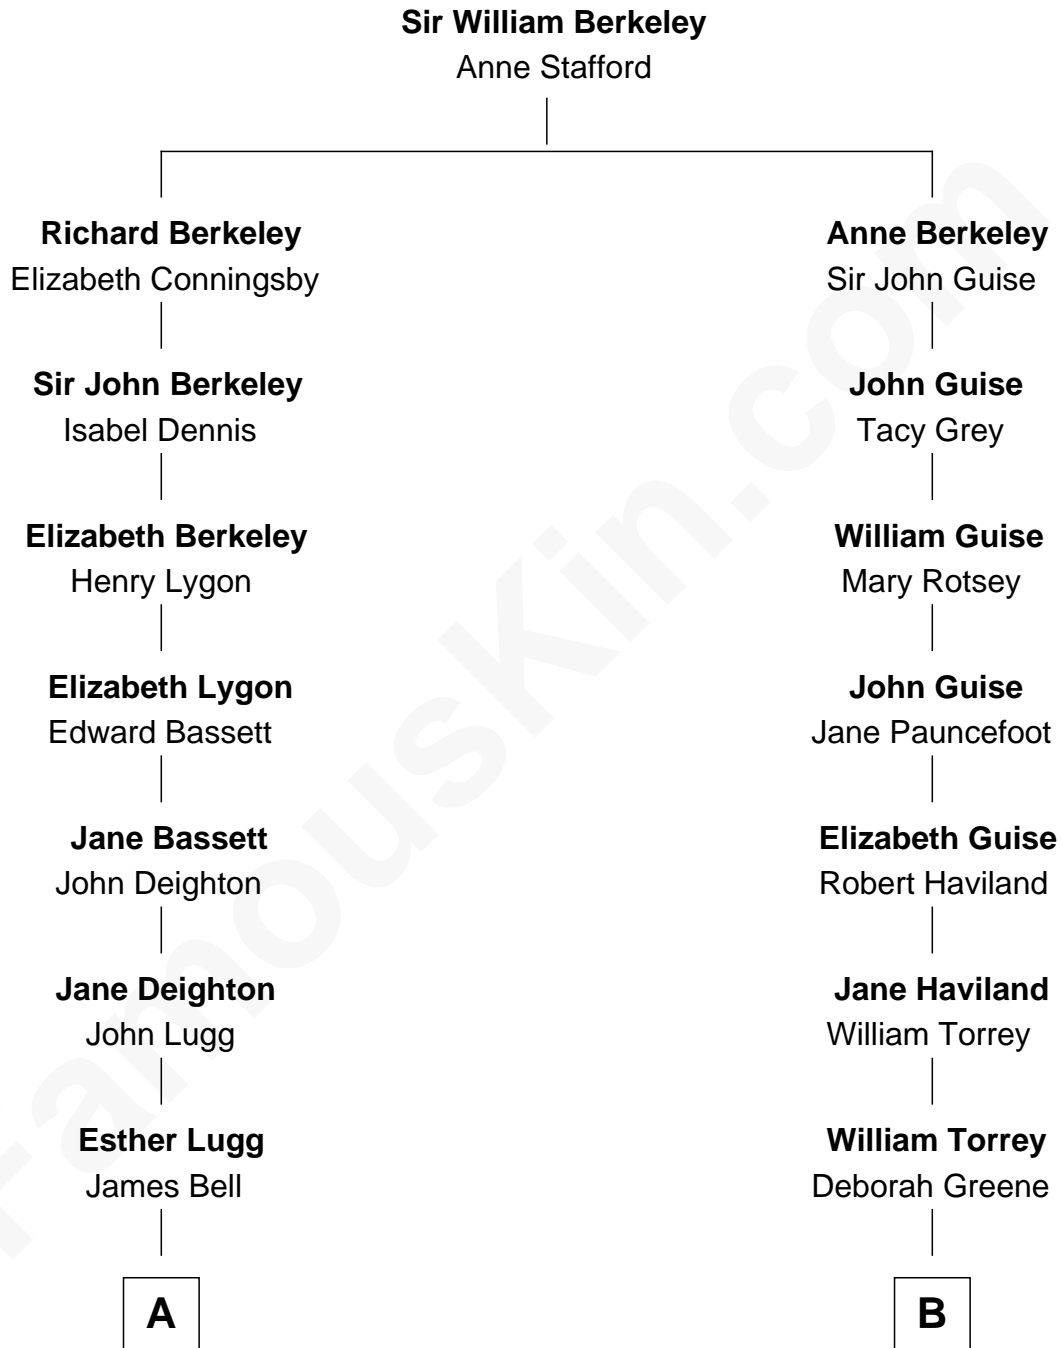 Sir William Berkeley
Anne Stafford
Richard Berkeley
Elizabeth Conningsby
Anne Berkeley
Sir John Guise
Sir John Berkeley
Isabel Dennis
John Guise
Tacy Grey
Elizabeth Berkeley
Henry Lygon
William Guise
Mary Rotsey
Elizabeth Lygon
Edward Bassett
John Guise
Jane Pauncefoot
Jane Bassett
John Deighton
Elizabeth Guise
Robert Haviland
Jane Deighton
John Lugg
Jane Haviland
William Torrey
Esther Lugg
James Bell
William Torrey
Deborah Greene
A
B
FamousKin.com